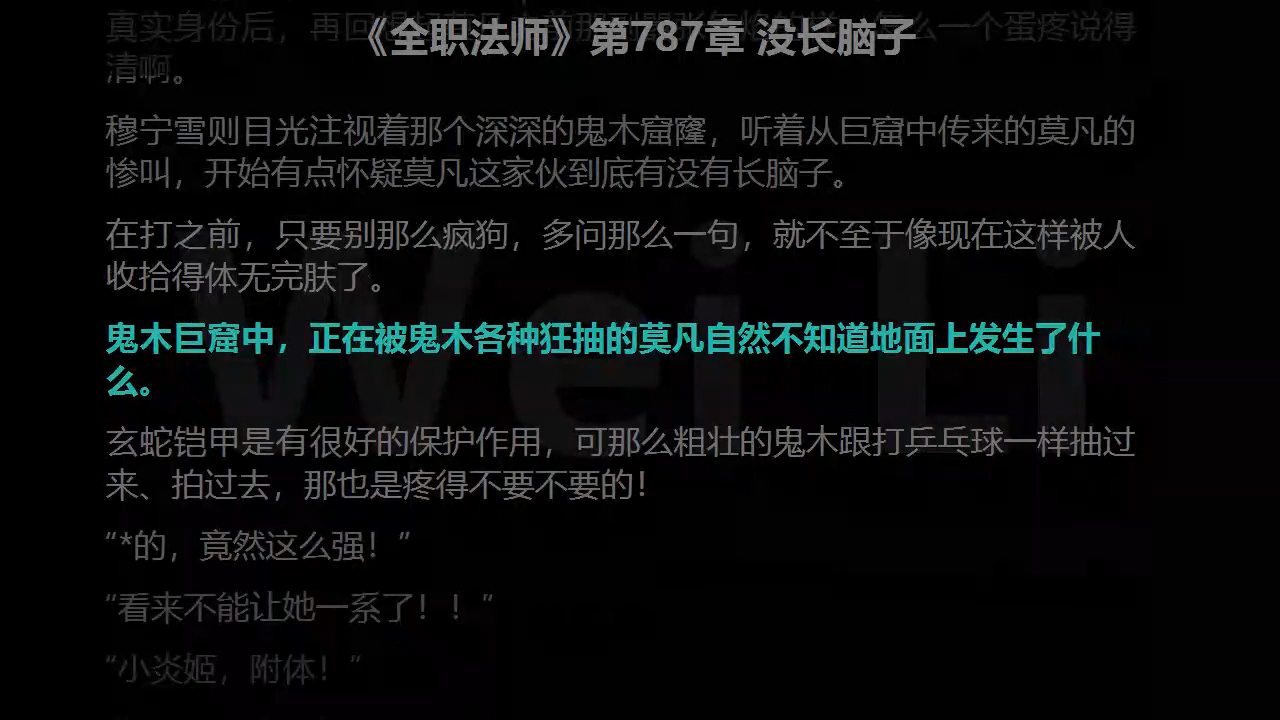 《全职法师》第787章 没长脑子
真实身份后，再回
么一个蛋疼说得
清啊。
穆宁雪则目光注视着那个深深的鬼木窟窿，听着从巨窟中传来的莫凡的
惨叫，开始有点怀疑莫凡这家伙到底有没有长脑子。
在打之前，只要别那么疯狗，多问那么一句，就不至于像现在这样被人
收拾得体无完肤了。
鬼木巨窟中，正在被鬼木各种狂抽的莫凡自然不知道地面上发生了什
么。
玄蛇铠甲是有很好的保护作用，可那么粗壮的鬼木跟打乒乓球一样抽过
来、拍过去，那也是疼得不要不要的！
“*的，竟然这么强！”
“看来不能让她一系了！！”
“小炎姬，附体！”
Wei Li